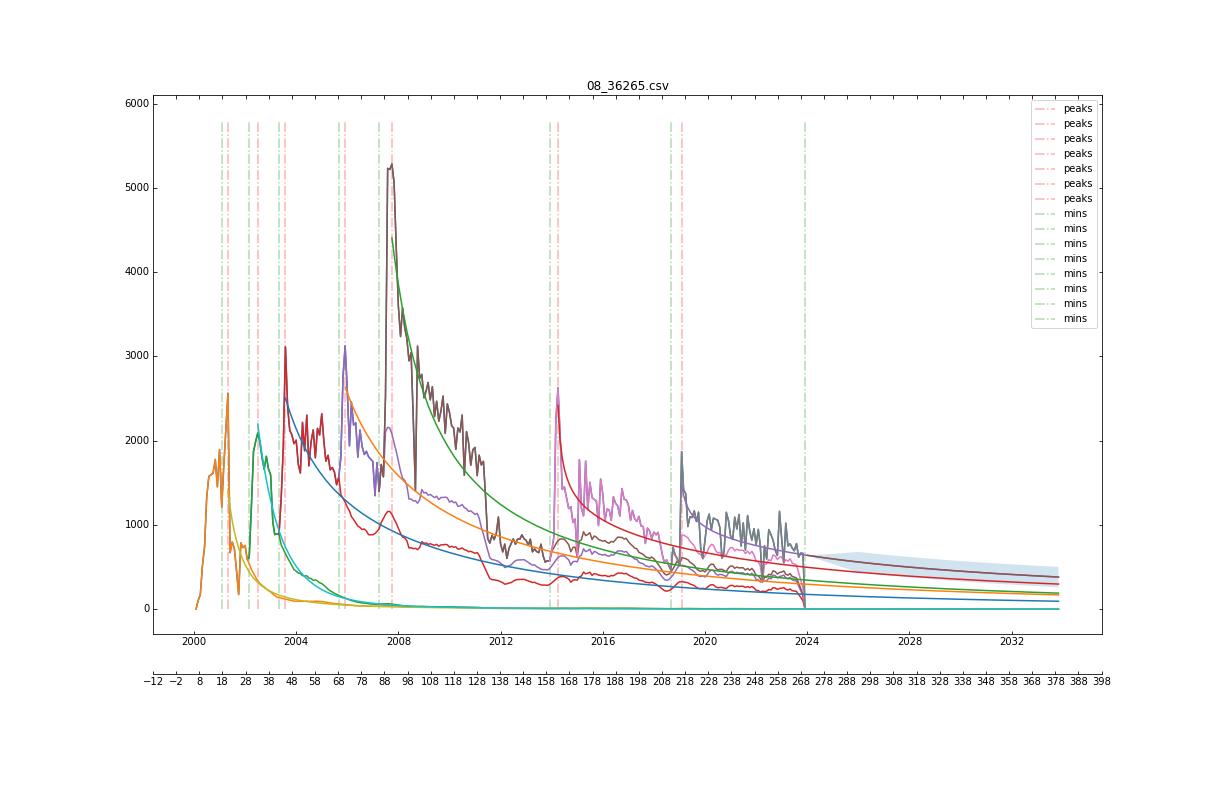 08_36265.csv
6000
5000
4000
3000
2000
1000
0
peaks
peaks
peaks
peaks
peaks
peaks
peaks
mins
mins
mins
mins
mins
mins
mins
mins
2000 2004 2008 2012 2016 2020 2024 2028 2032
−12 −2 8 18 28 38 48 58 68 78 88 98 108 118 128 138 148 158 168 178 188 198 208 218 228 238 248 258 268 278 288 298 308 318 328 338 348 358 368 378 388 398